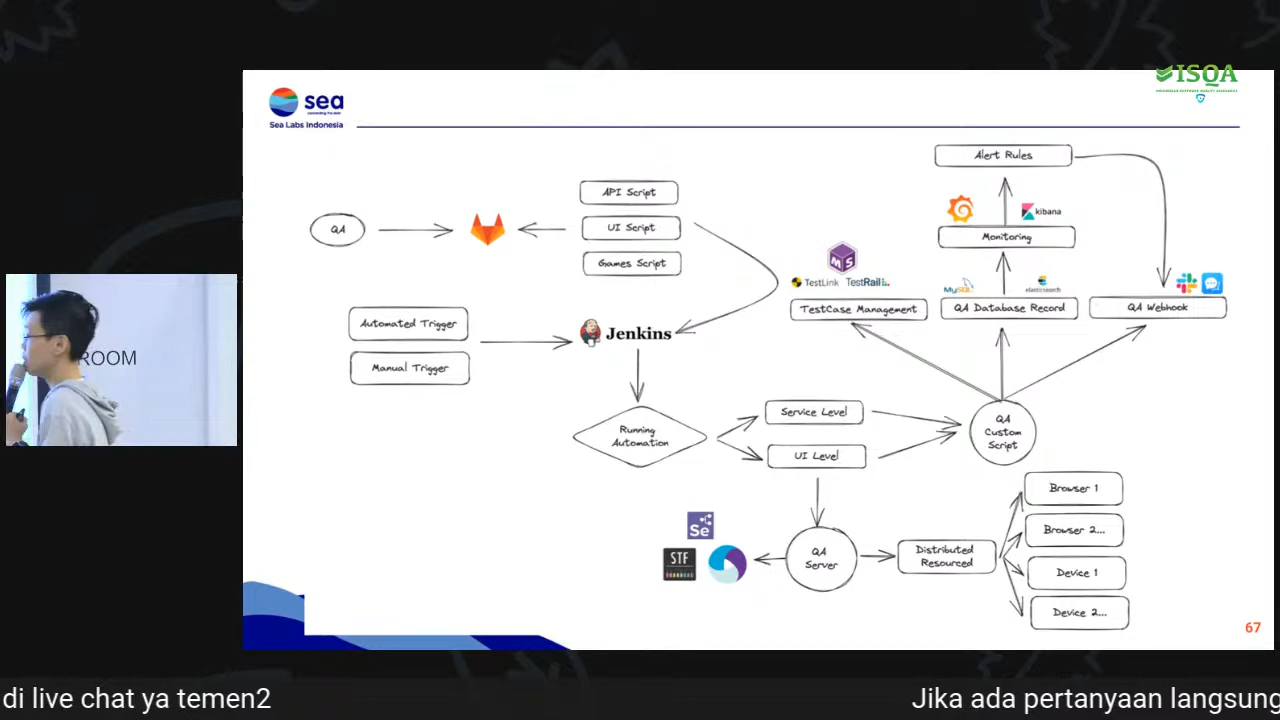 ISQA
sea
Sea Labs Indonesia
Alert Rules
API Script
QA
UI Script
kibana
Monitoring
Games Script
TestLink
TestRail
MySQL
elasticsearch
TestCase Management
QA Database Record
QA Webhook
Automated Trigger
Jenkins
Manual Trigger
ROOM
Running
Automation
Service Level
UI Level
QA
Custom
Script
Se
STF
QA
Server
Distributed
Resourced
Browser 1
Browser 2...
Device 1
Device 2...
67
di live chat ya temen2
Jika ada pertanyaan langsung